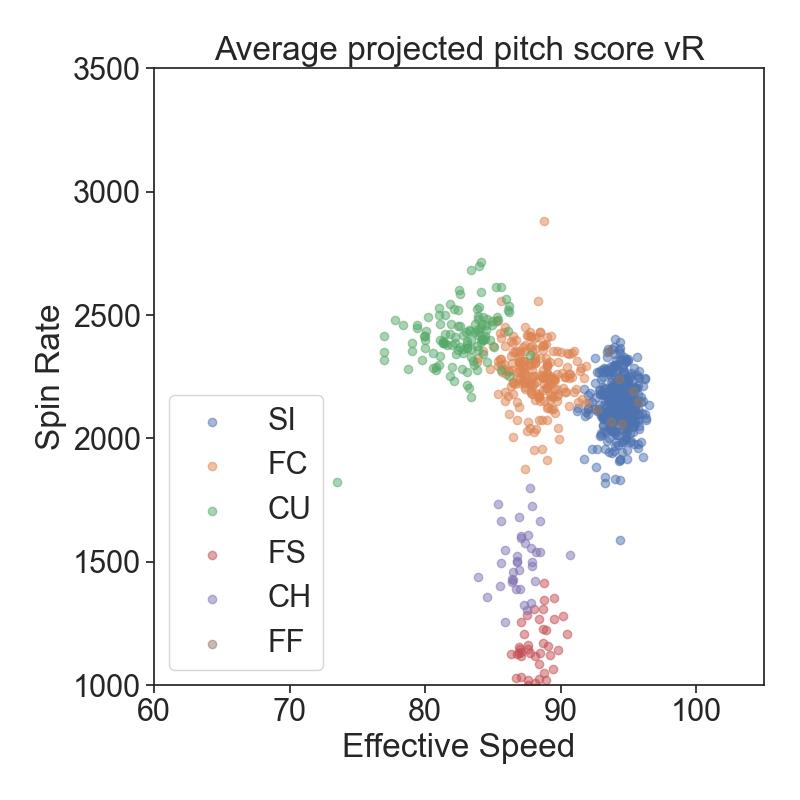 Average projected pitch score vR
3500
3000
2500
2000
1500
1000
Spin Rate
SI
FC
CU
FS
CH
FF
60
70
80
90
100
Effective Speed